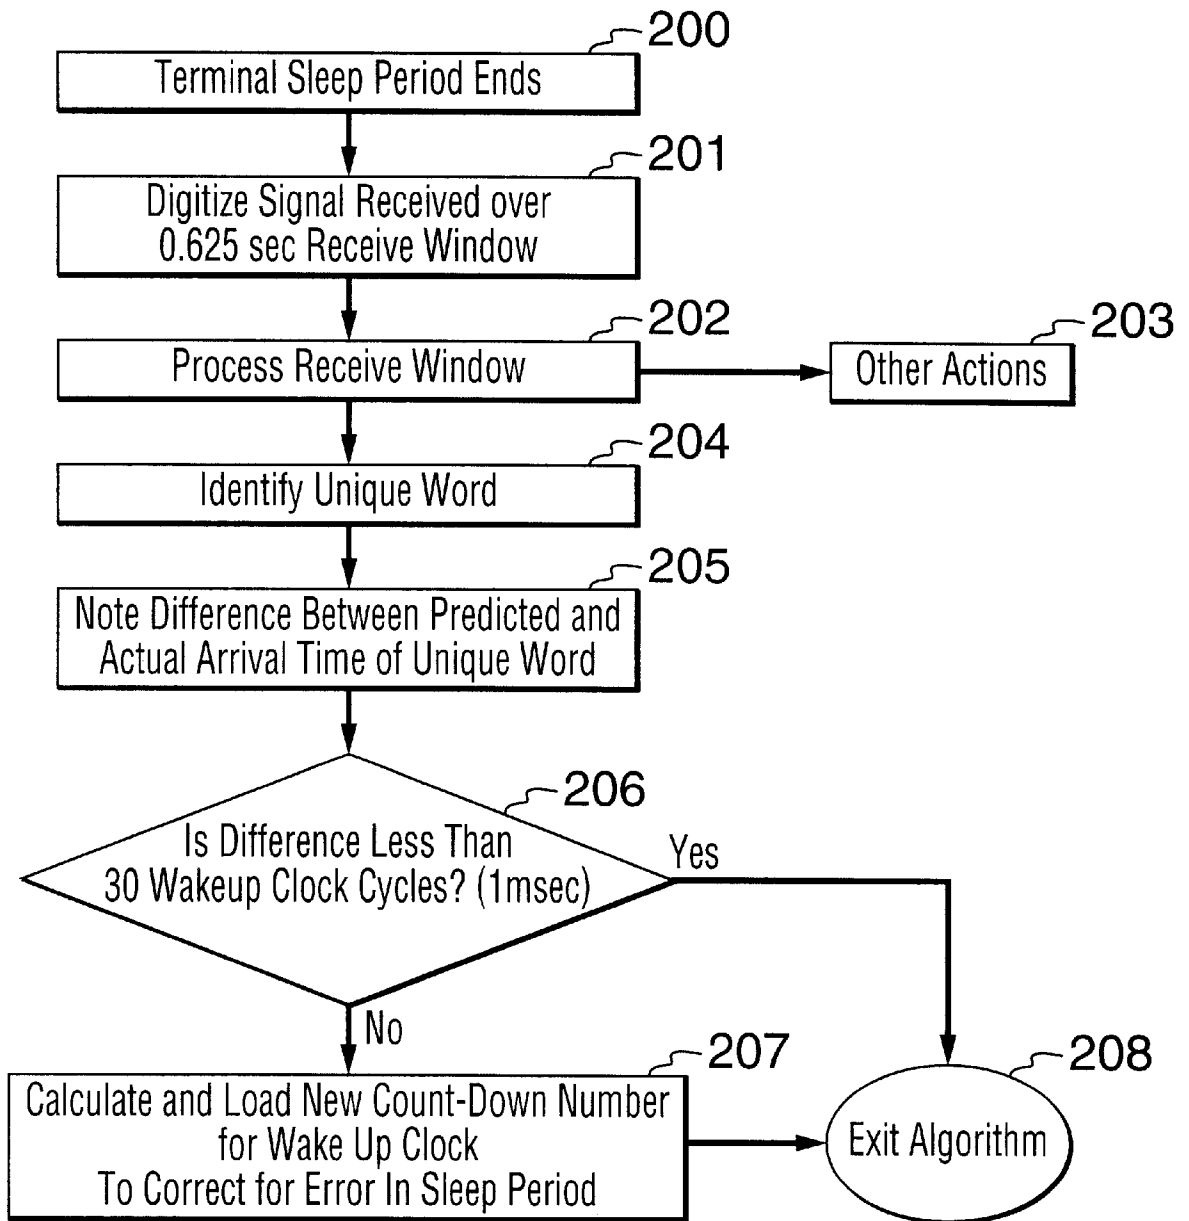 200
Terminal Sleep Period Ends
201
Digitize Signal Received over
0.625 sec Receive Window
202
Process Receive Window
203
Other Actions
204
Identify Unique Word
205
Note Difference Between Predicted and
Actual Arrival Time of Unique Word
206
Is Difference Less Than
30 Wakeup Clock Cycles? (1msec)
Yes
No
207
Calculate and Load New Count-Down Number
for Wake Up Clock
To Correct for Error In Sleep Period
208
Exit Algorithm